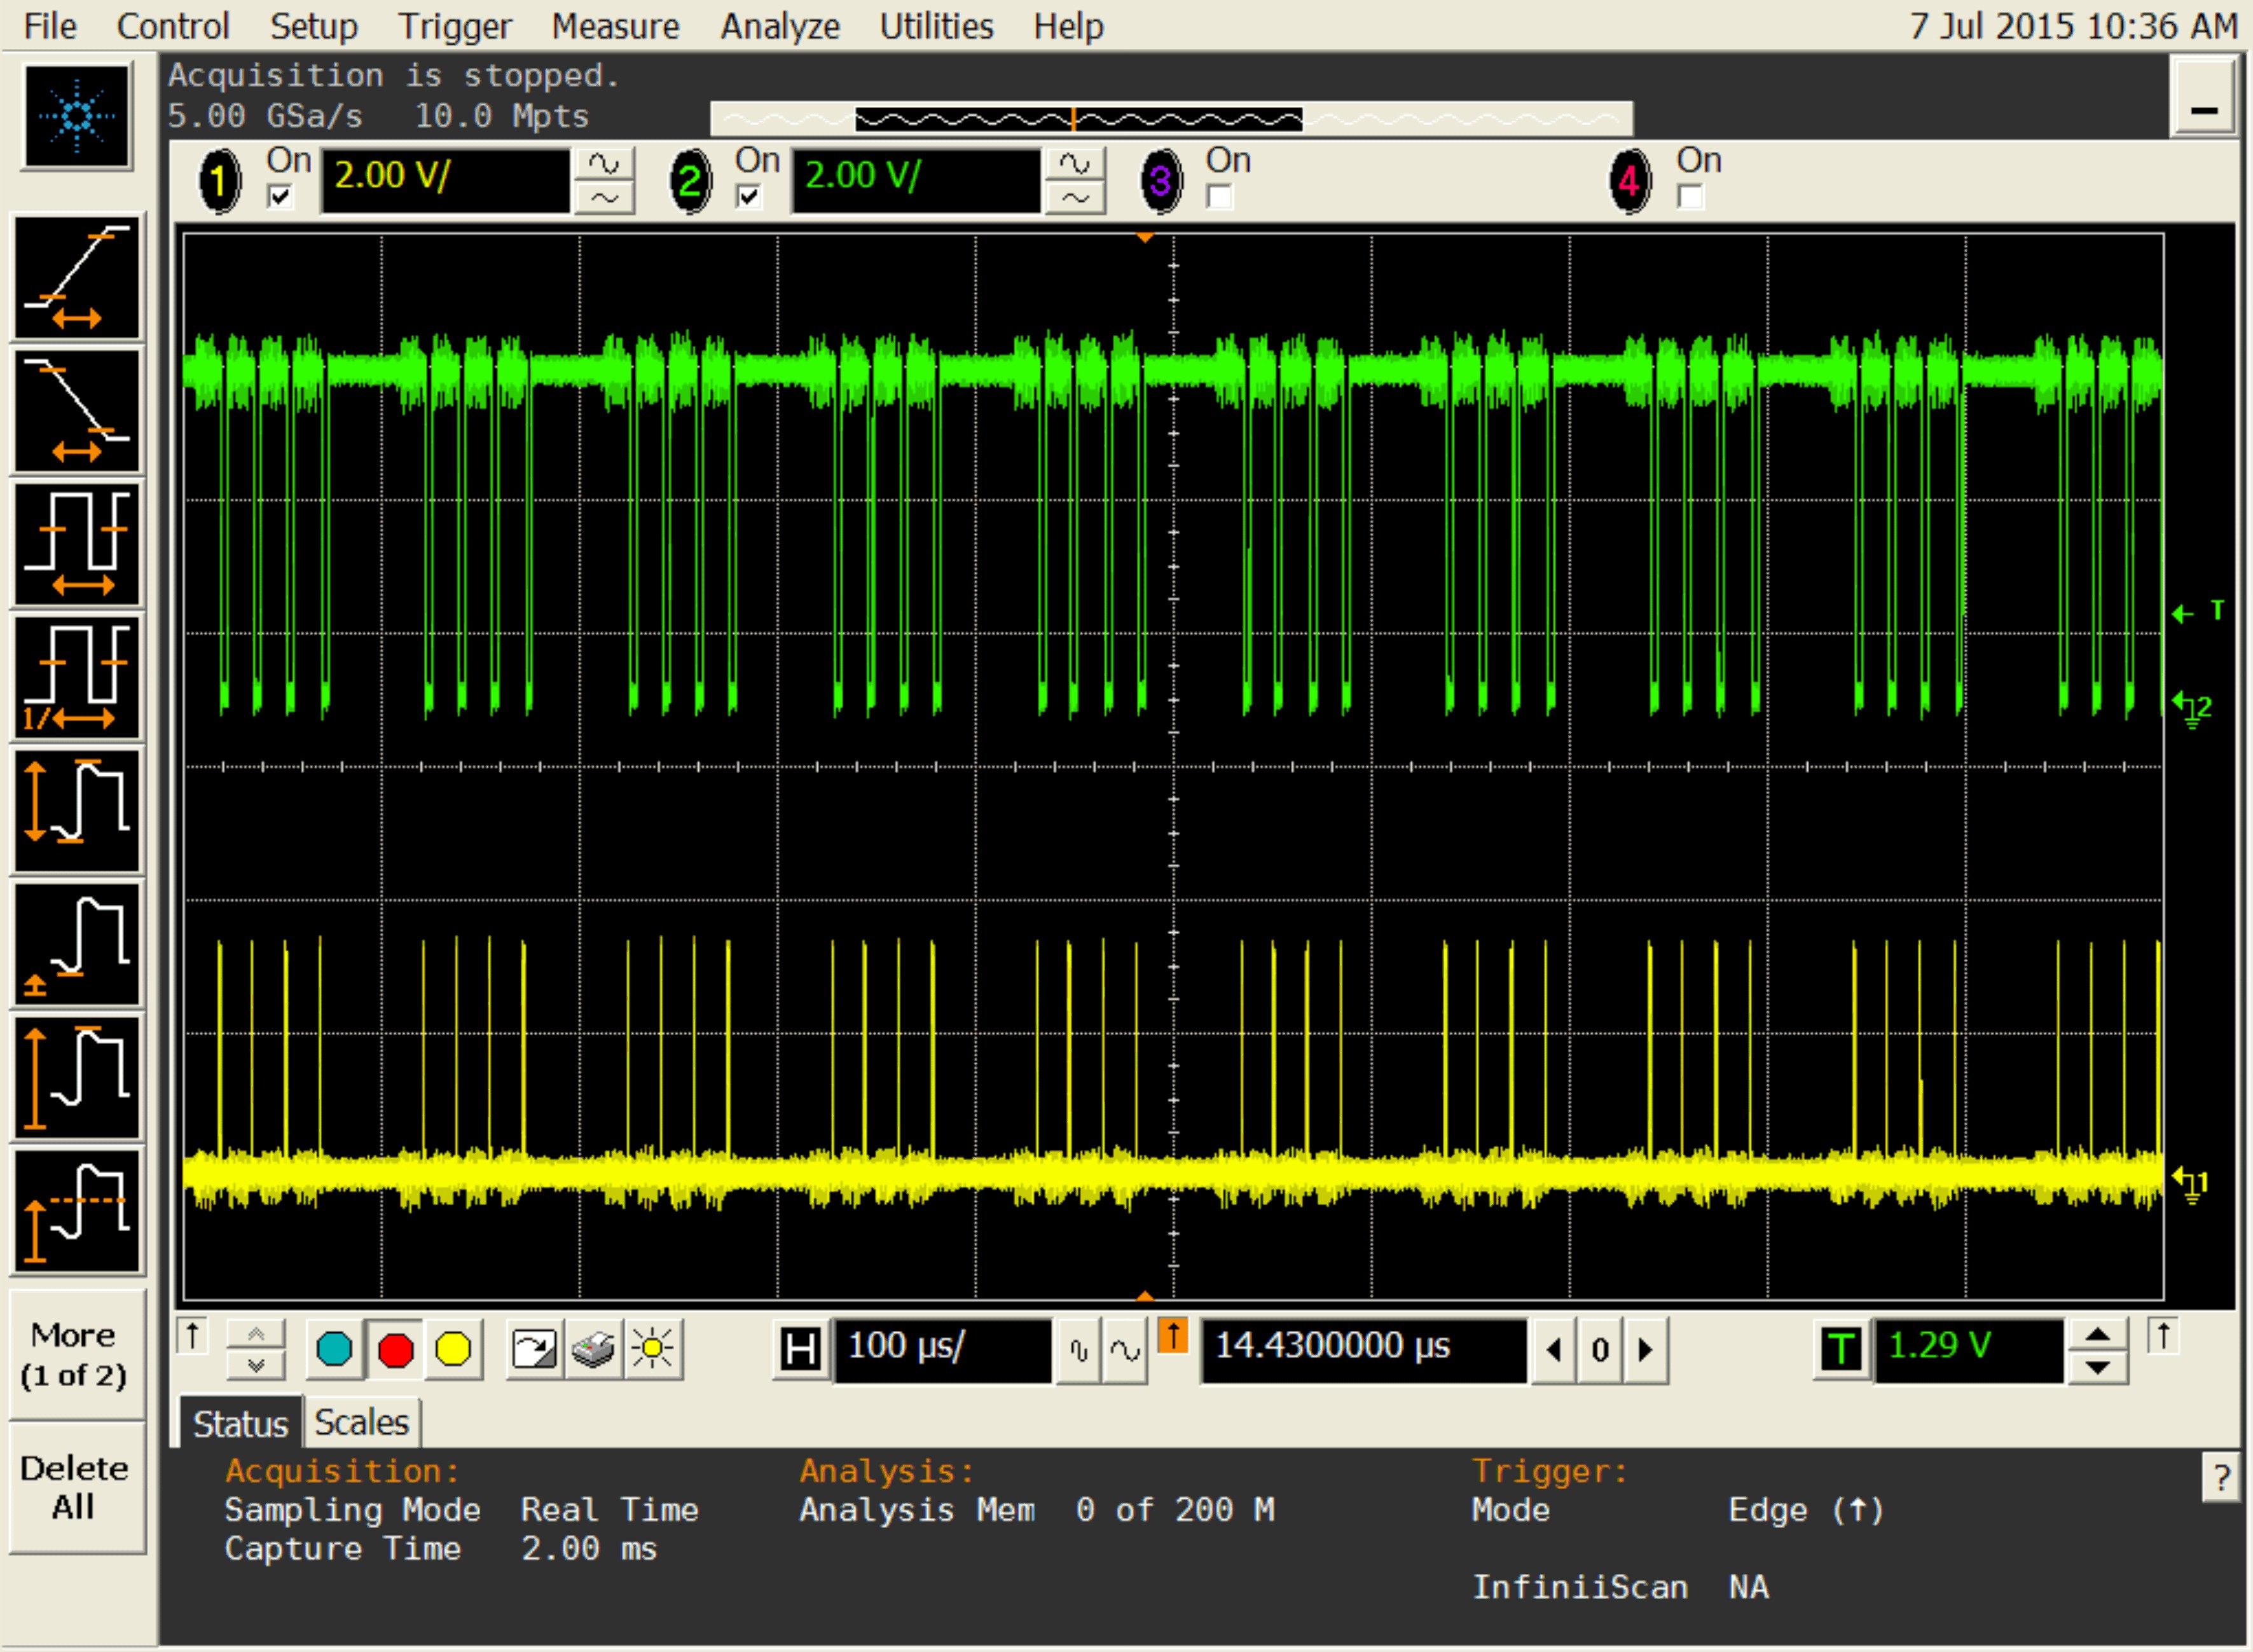 File Control Setup Trigger Measure Analyze Utilities Help 7 Jul 2015 10:36 AM
Acquisition is stopped.
5.00 GSa/s 10.0 Mpts
1 On 2.00 V/ 2 On 2.00 V/ 3 On 4 On
T
2
1/
1
More
(1 of 2)
Delete
All
H 100 µs/ 14.4300000 µs 0 T 1.29 V
Status Scales
Acquisition: Analysis: Trigger:
Sampling Mode Real Time Analysis Mem 0 of 200 M Mode Edge (↑)
Capture Time 2.00 ms
InfiniiScan NA
?